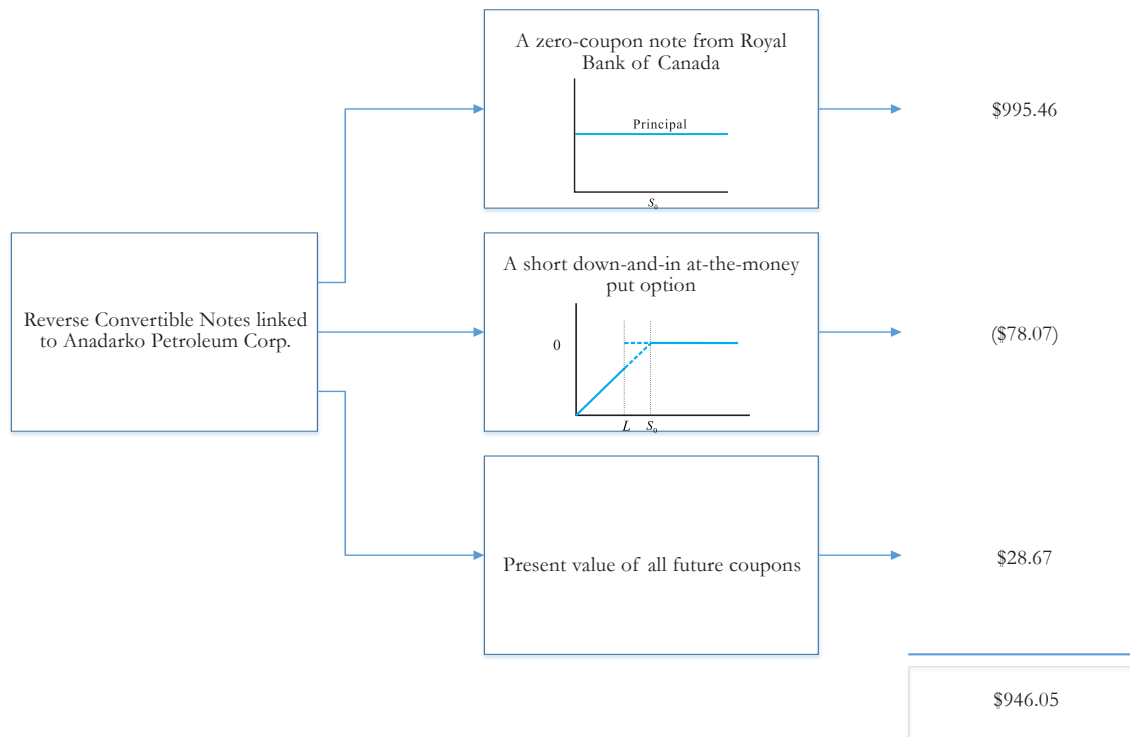 A zero-coupon note from Royal
Bank of Canada
Principal
S₀
$995.46
Reverse Convertible Notes linked
to Anadarko Petroleum Corp.
A short down-and-in at-the-money
put option
0
L S₀
($78.07)
Present value of all future coupons
$28.67
$946.05